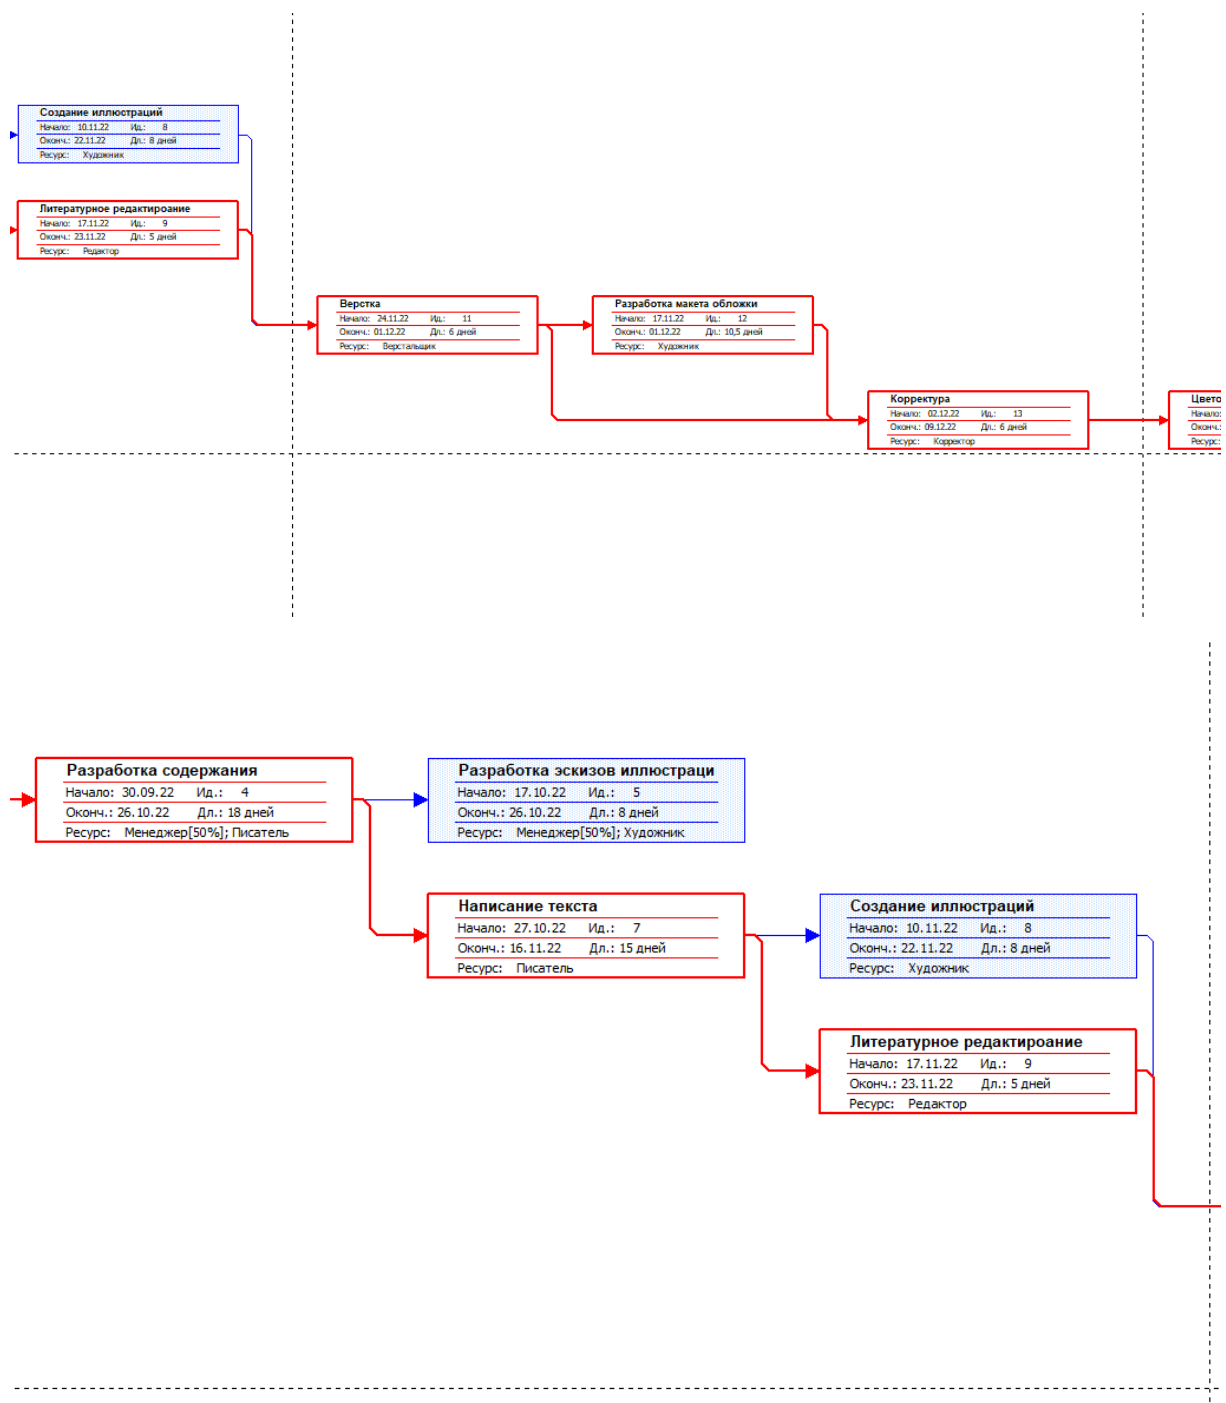 Создание иллюстраций
Начало: 10.11.22 Ид.: 8
Оконч.: 22.11.22 Дл.: 8 дней
Ресурс: Художник
Литературное редактироание
Начало: 17.11.22 Ид.: 9
Оконч.: 23.11.22 Дл.: 5 дней
Ресурс: Редактор
Верстка
Начало: 24.11.22 Ид.: 11
Оконч.: 01.12.22 Дл.: 6 дней
Ресурс: Верстальщик
Разработка макета обложки
Начало: 17.11.22 Ид.: 12
Оконч.: 01.12.22 Дл.: 10,5 дней
Ресурс: Художник
Корректура
Начало: 02.12.22 Ид.: 13
Оконч.: 09.12.22 Дл.: 6 дней
Ресурс: Корректор
Цвето
Начало:
Оконч.:
Ресурс:
Разработка содержания
Начало: 30.09.22 Ид.: 4
Оконч.: 26.10.22 Дл.: 18 дней
Ресурс: Менеджер[50%]; Писатель
Разработка эскизов иллюстраци
Начало: 17.10.22 Ид.: 5
Оконч.: 26.10.22 Дл.: 8 дней
Ресурс: Менеджер[50%]; Художник
Написание текста
Начало: 27.10.22 Ид.: 7
Оконч.: 16.11.22 Дл.: 15 дней
Ресурс: Писатель
Создание иллюстраций
Начало: 10.11.22 Ид.: 8
Оконч.: 22.11.22 Дл.: 8 дней
Ресурс: Художник
Литературное редактироание
Начало: 17.11.22 Ид.: 9
Оконч.: 23.11.22 Дл.: 5 дней
Ресурс: Редактор